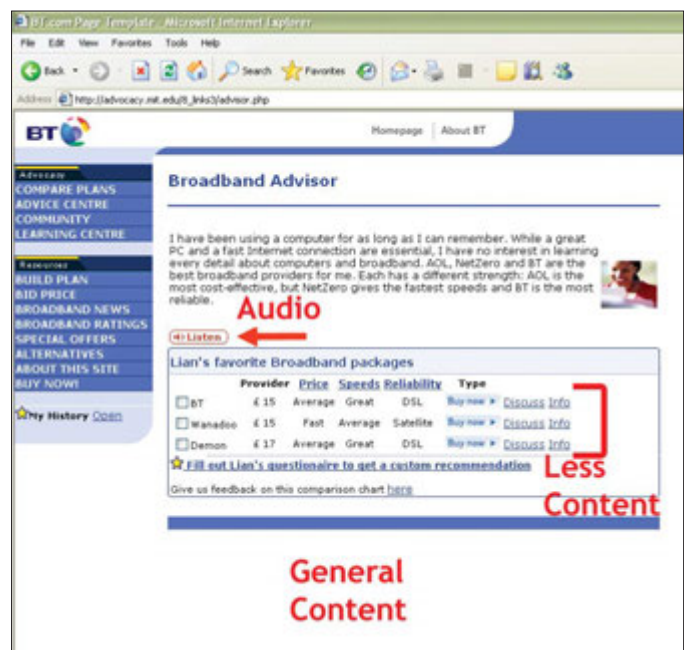 BT.com Page Template - Microsoft Internet Explorer
File Edit View Favorites Tools Help
Back Search Favorites
Address http://advocacy.mit.edu/8_links3/advisor.php
BT Homepage About BT
Advocacy
COMPARE PLANS
ADVICE CENTRE
COMMUNITY
LEARNING CENTRE
Resources
BUILD PLAN
BID PRICE
BROADBAND NEWS
BROADBAND RATINGS
SPECIAL OFFERS
ALTERNATIVES
ABOUT THIS SITE
BUY NOW!
My History Open
Broadband Advisor
I have been using a computer for as long as I can remember. While a great
PC and a fast Internet connection are essential, I have no interest in learning
every detail about computers and broadband. AOL, NetZero and BT are the
best broadband providers for me. Each has a different strength: AOL is the
most cost-effective, but NetZero gives the fastest speeds and BT is the most
reliable.
Audio
Listen
Lian's favorite Broadband packages
Provider Price Speeds Reliability Type
BT £ 15 Average Great DSL Buy now Discuss Info
Wanadoo £ 15 Fast Average Satellite Buy now Discuss Info
Demon £ 17 Average Great DSL Buy now Discuss Info
Fill out Lian's questionaire to get a custom recommendation
Give us feedback on this comparison chart here
Less
Content
General
Content